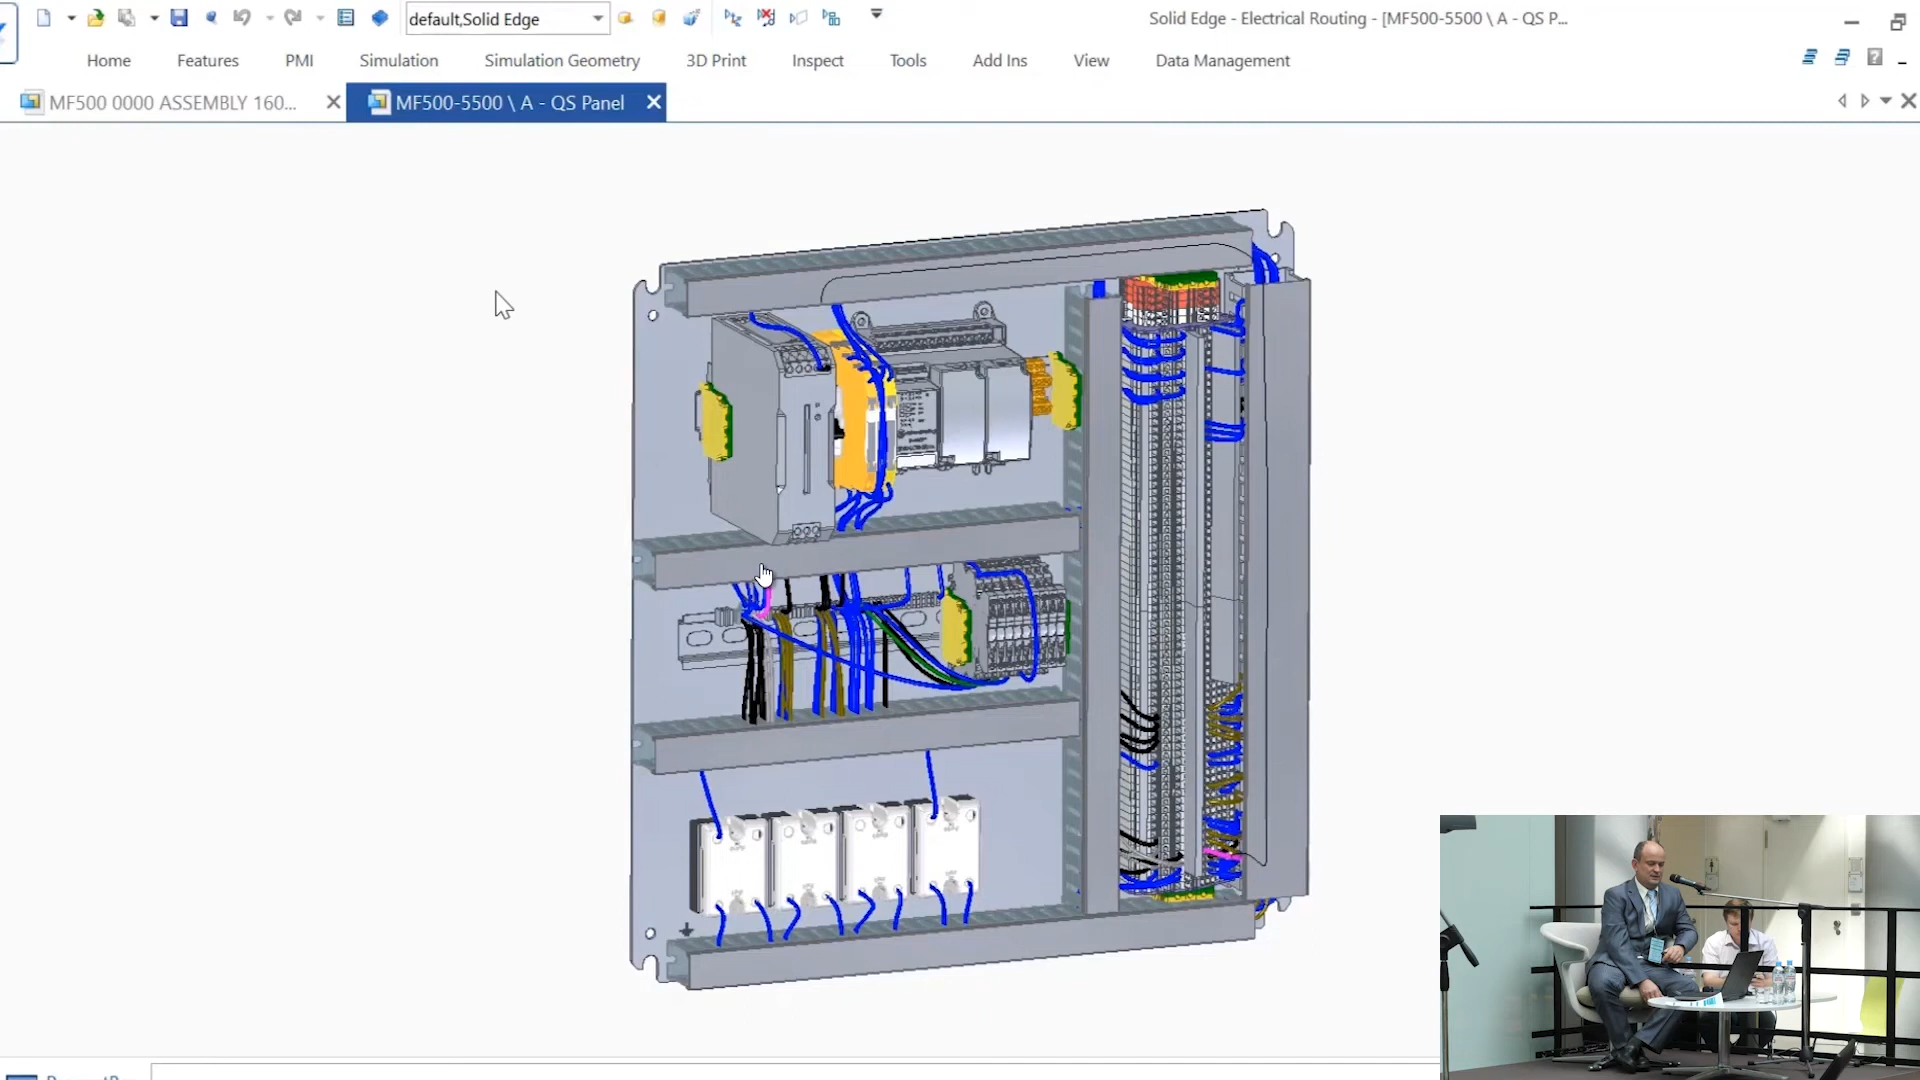 default,Solid Edge
Solid Edge - Electrical Routing - [MF500-5500 \ A - QS P...
Home
Features
PMI
Simulation
Simulation Geometry
3D Print
Inspect
Tools
Add Ins
View
Data Management
MF500 0000 ASSEMBLY 160...
MF500-5500 \ A - QS Panel